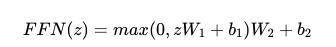 FFN(z) = max(0, zW₁ + b₁)W₂ + b₂